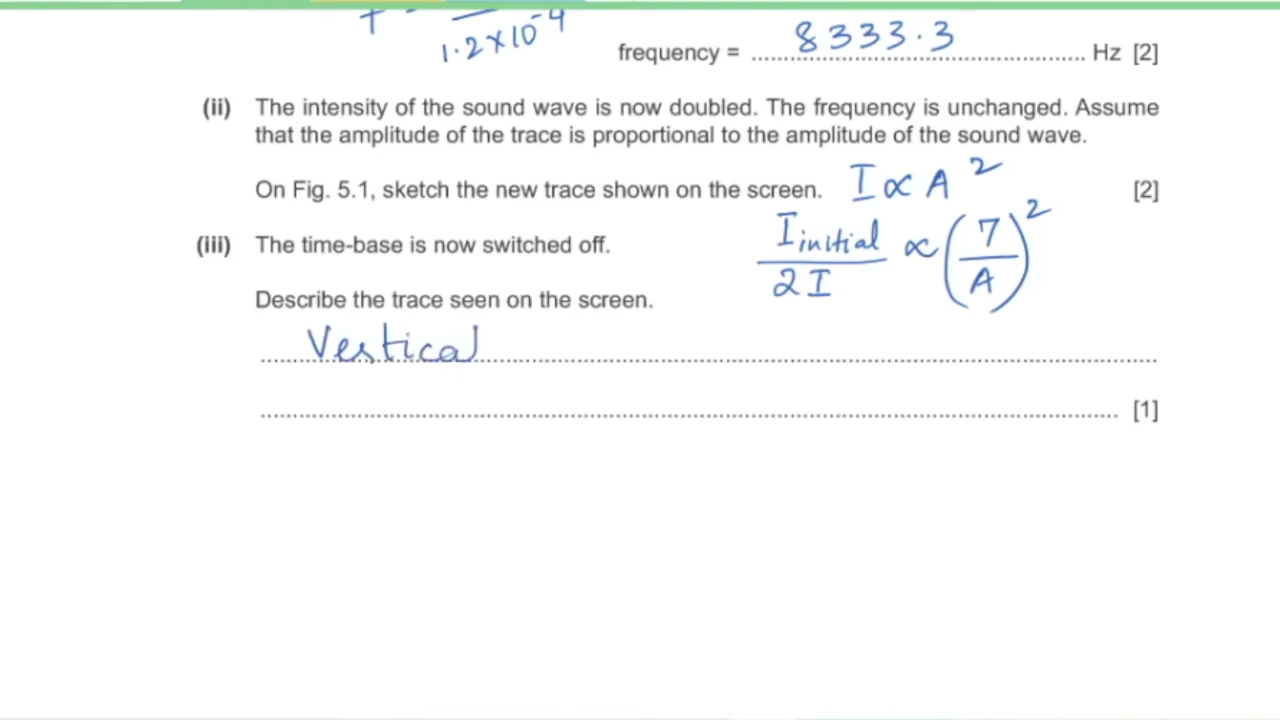 f =
1.2×10⁻⁴
frequency = 8333.3 Hz [2]
(ii) The intensity of the sound wave is now doubled. The frequency is unchanged. Assume
that the amplitude of the trace is proportional to the amplitude of the sound wave.
On Fig. 5.1, sketch the new trace shown on the screen. I ∝ A² [2]
(iii) The time-base is now switched off. I initial / 2I ∝ (7/A)²
Describe the trace seen on the screen.
Vertical
[1]